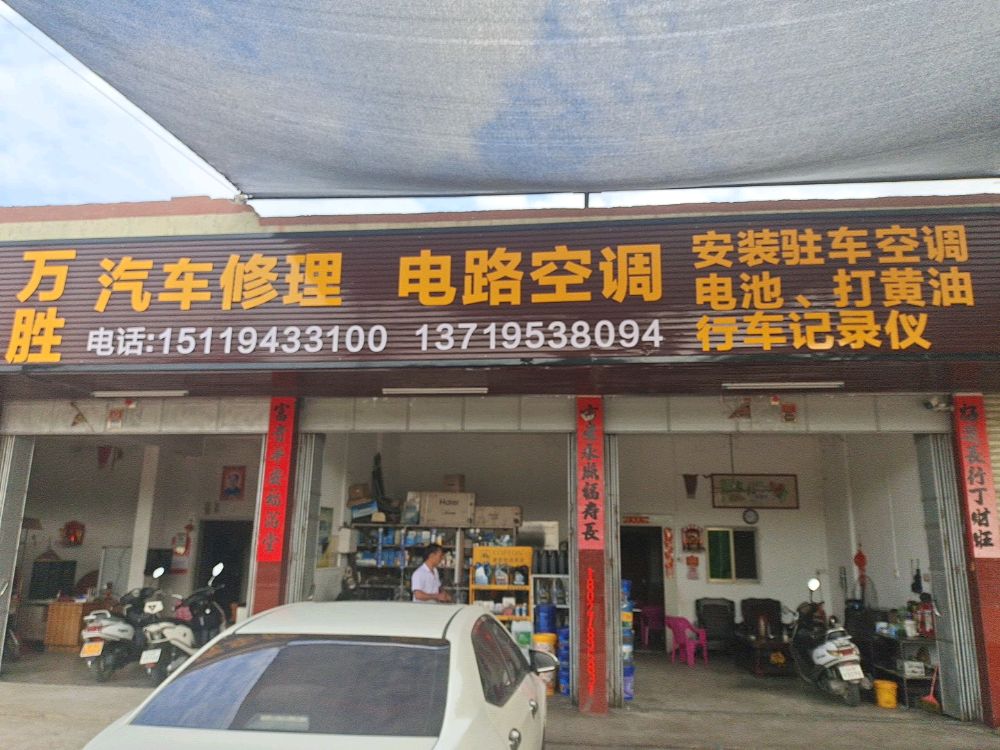 万胜
汽车修理
电路空调
电话:15119433100 13719538094
安装驻车空调
电池、打黄油
行车记录仪
Haier